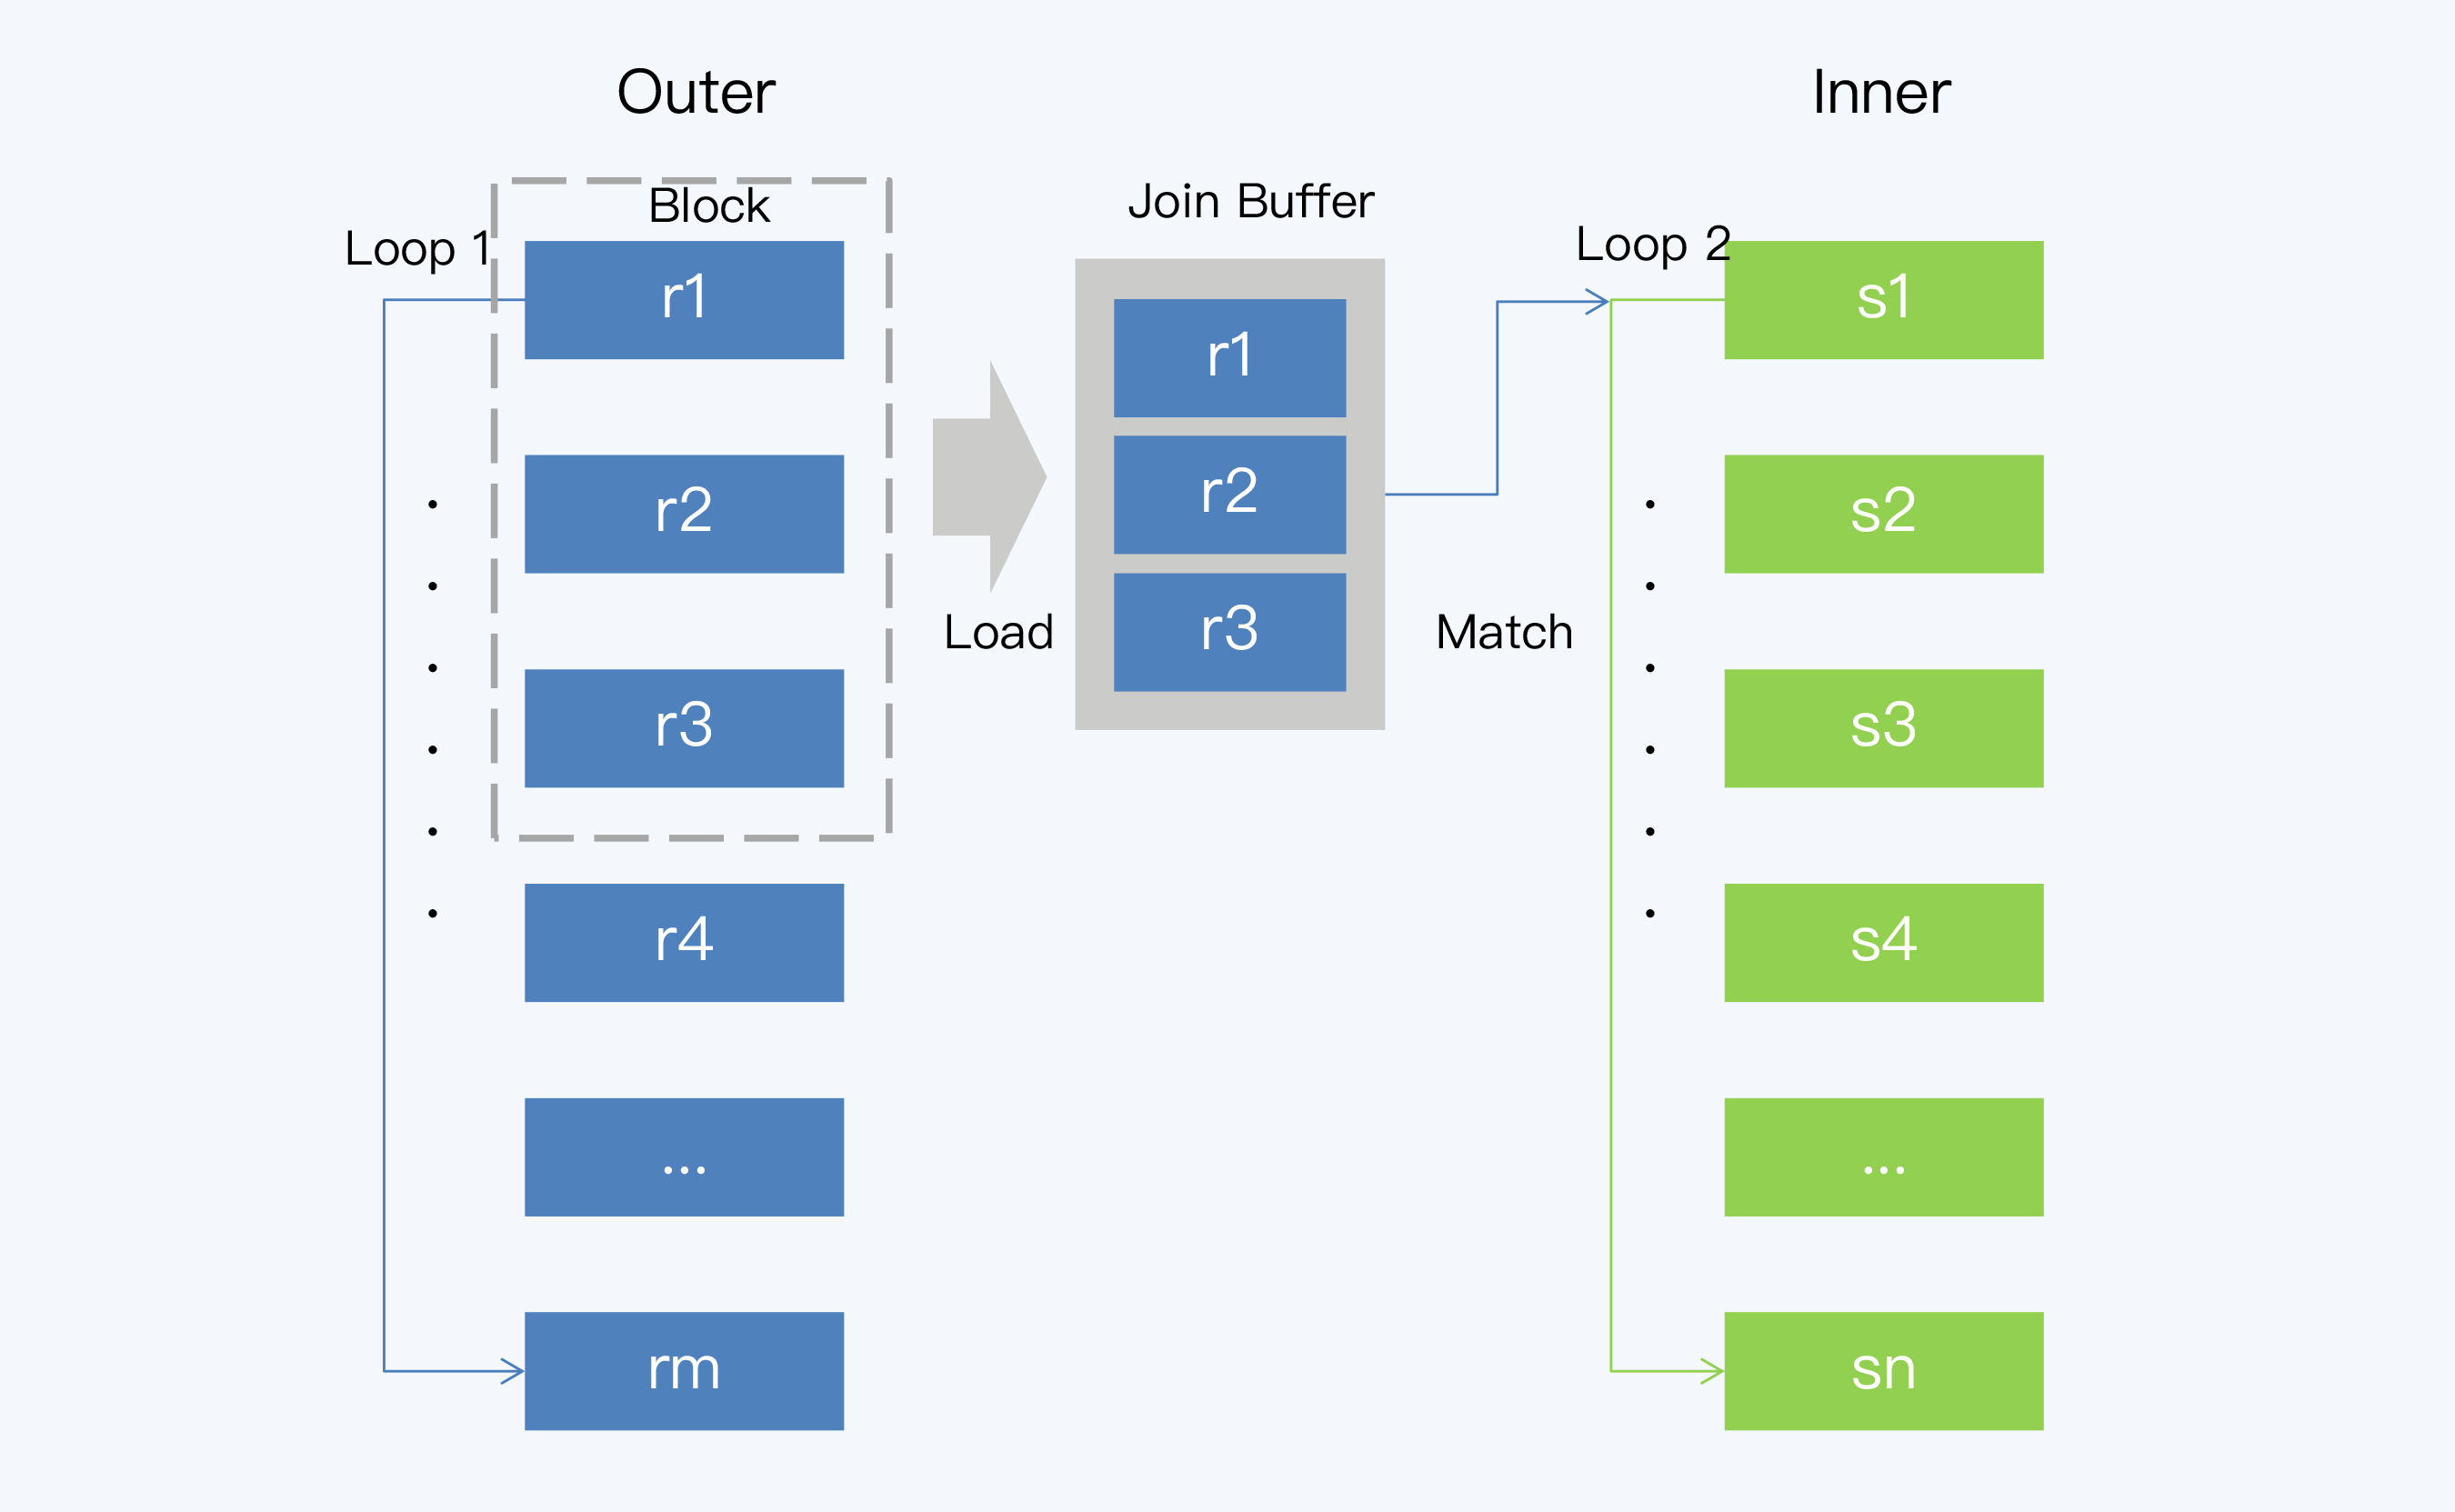 Outer
Inner
Block
Join Buffer
Loop 1
Loop 2
r1
r2
r3
r4
...
rm
Load
r1
r2
r3
Match
s1
s2
s3
s4
...
sn